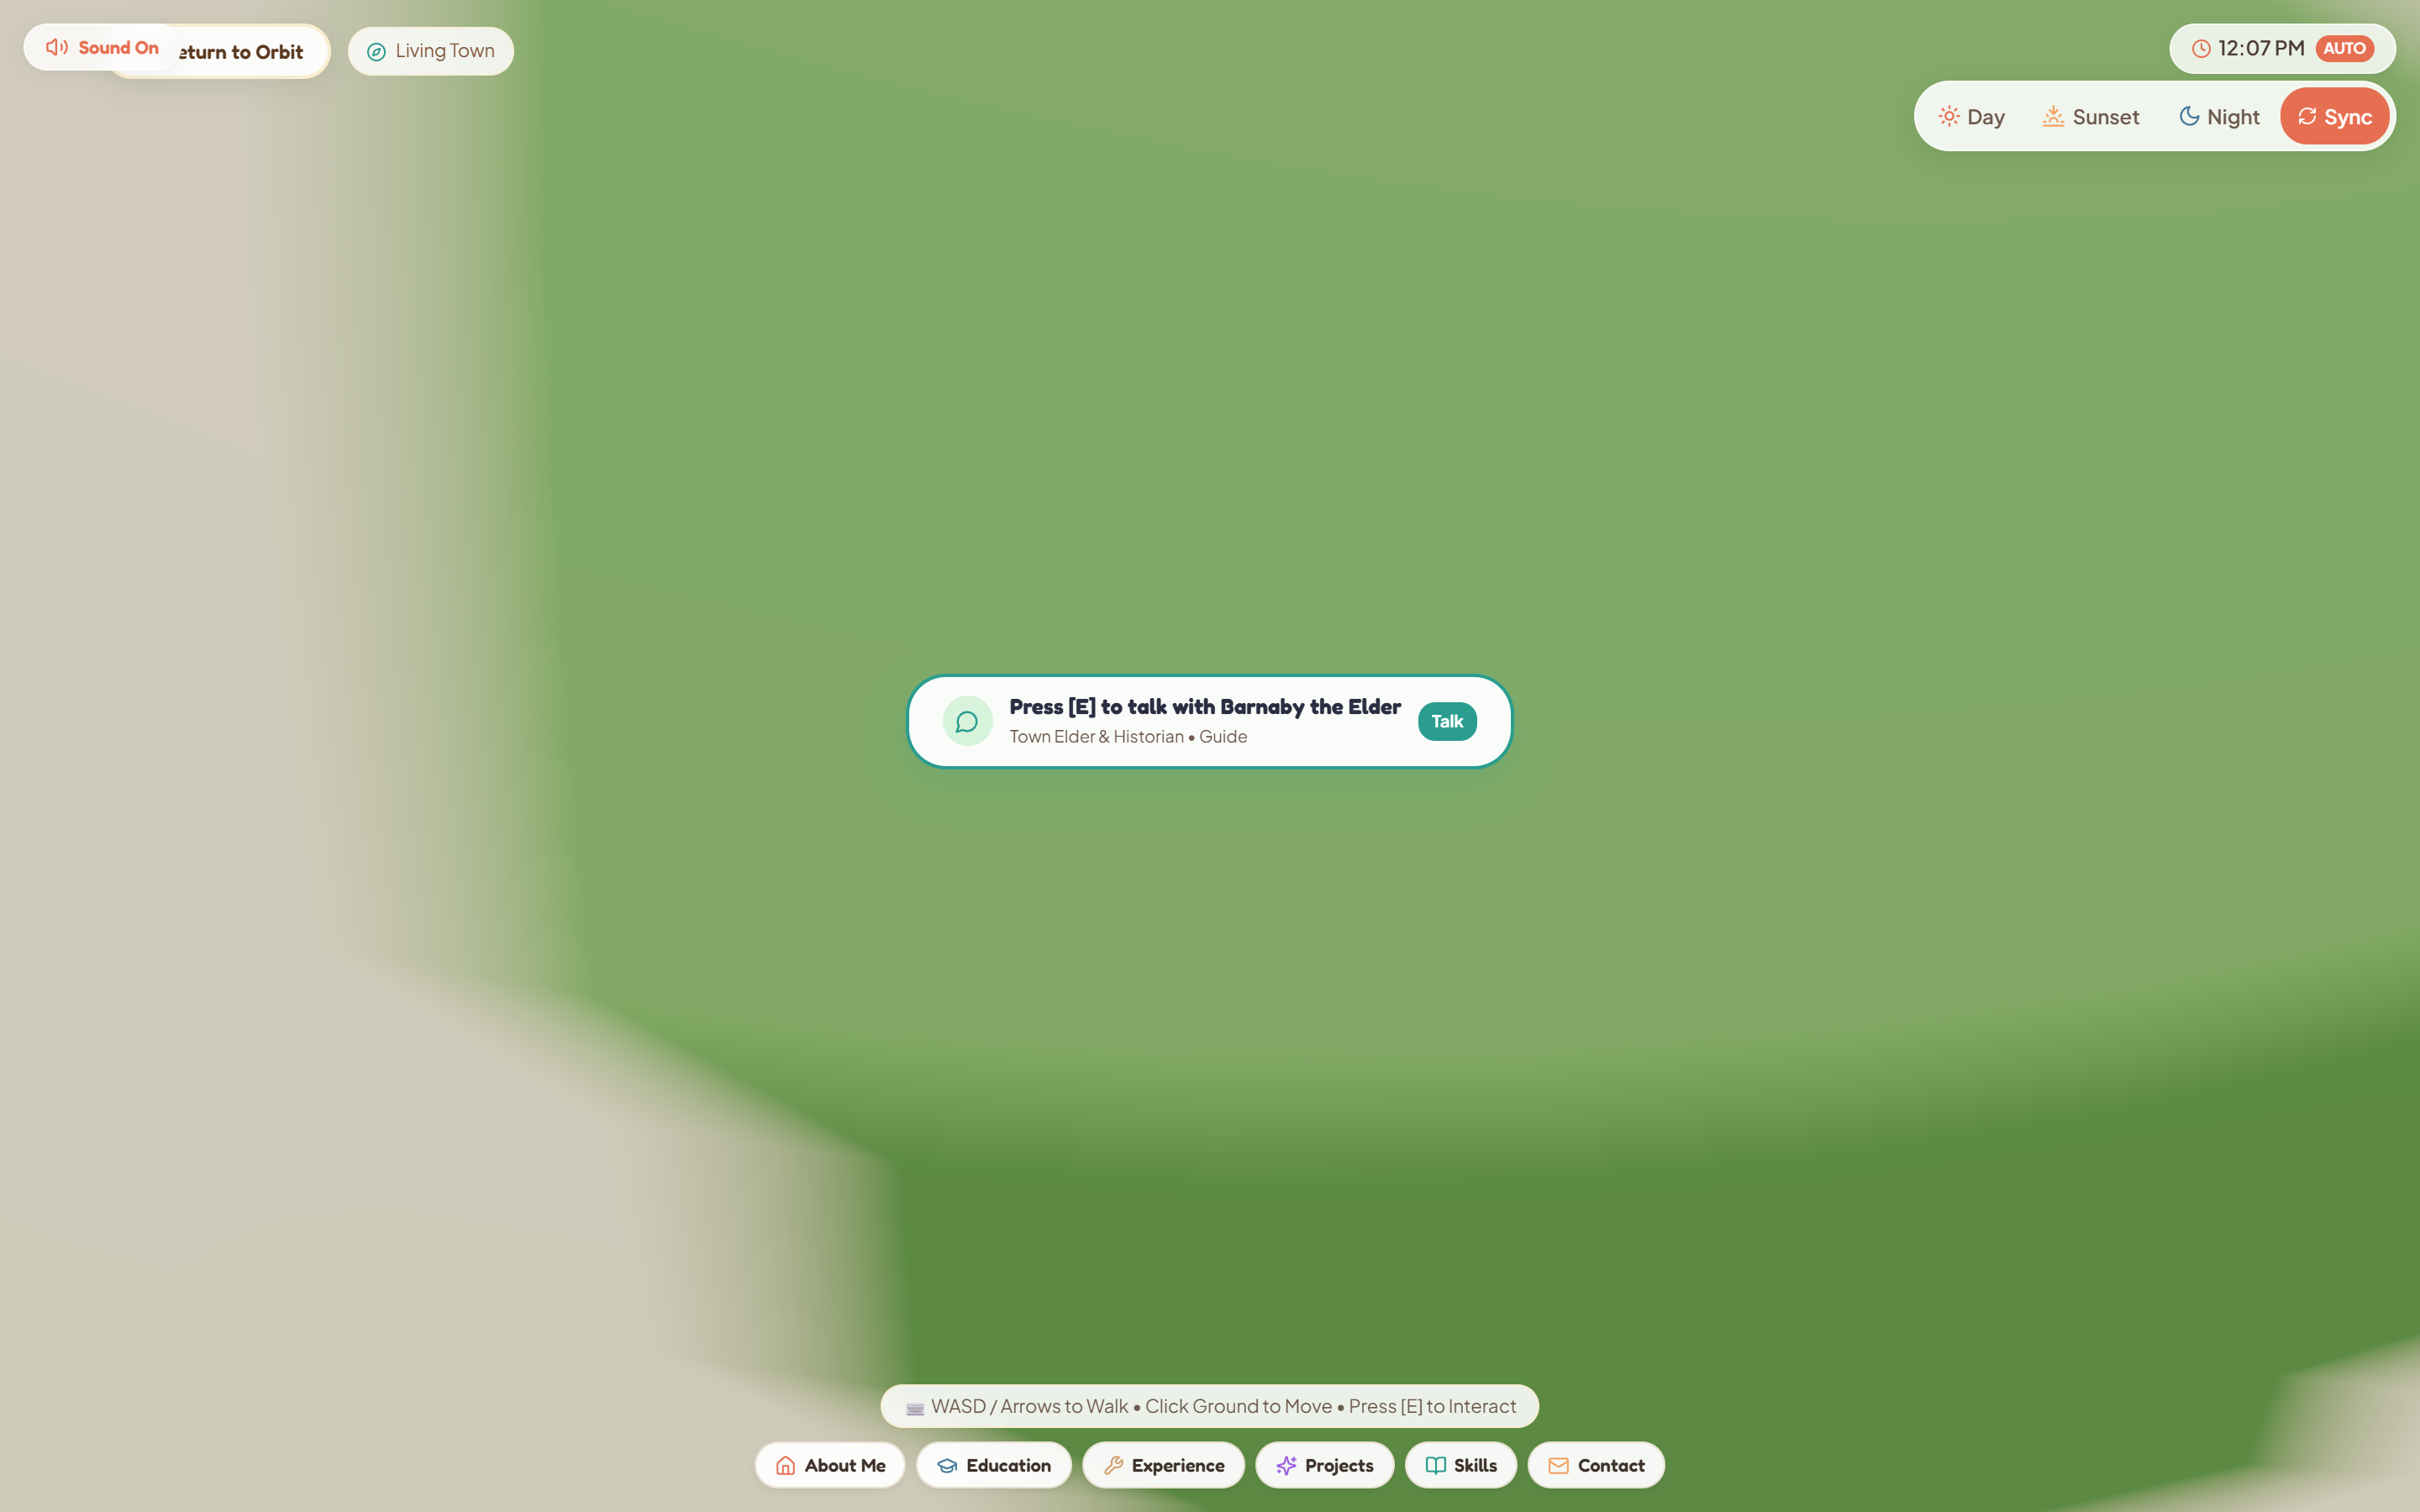 Sound On
eturn to Orbit
Living Town
12:07 PM AUTO
Day
Sunset
Night
Sync
Press [E] to talk with Barnaby the Elder
Town Elder & Historian • Guide
Talk
WASD / Arrows to Walk • Click Ground to Move • Press [E] to Interact
About Me
Education
Experience
Projects
Skills
Contact